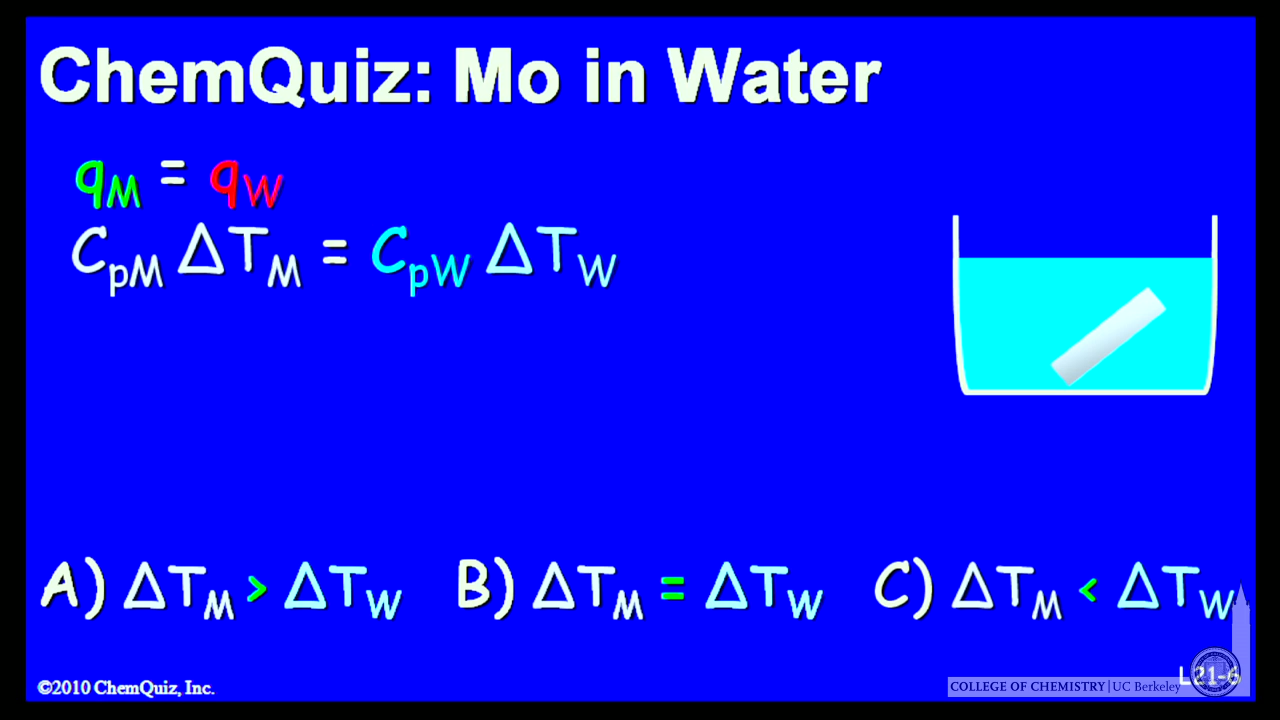 ChemQuiz: Mo in Water
qM = qW
CpM ΔTM = CpW ΔTW
A) ΔTM > ΔTW B) ΔTM = ΔTW C) ΔTM < ΔTW
©2010 ChemQuiz, Inc.
COLLEGE OF CHEMISTRY | UC Berkeley
L21-6